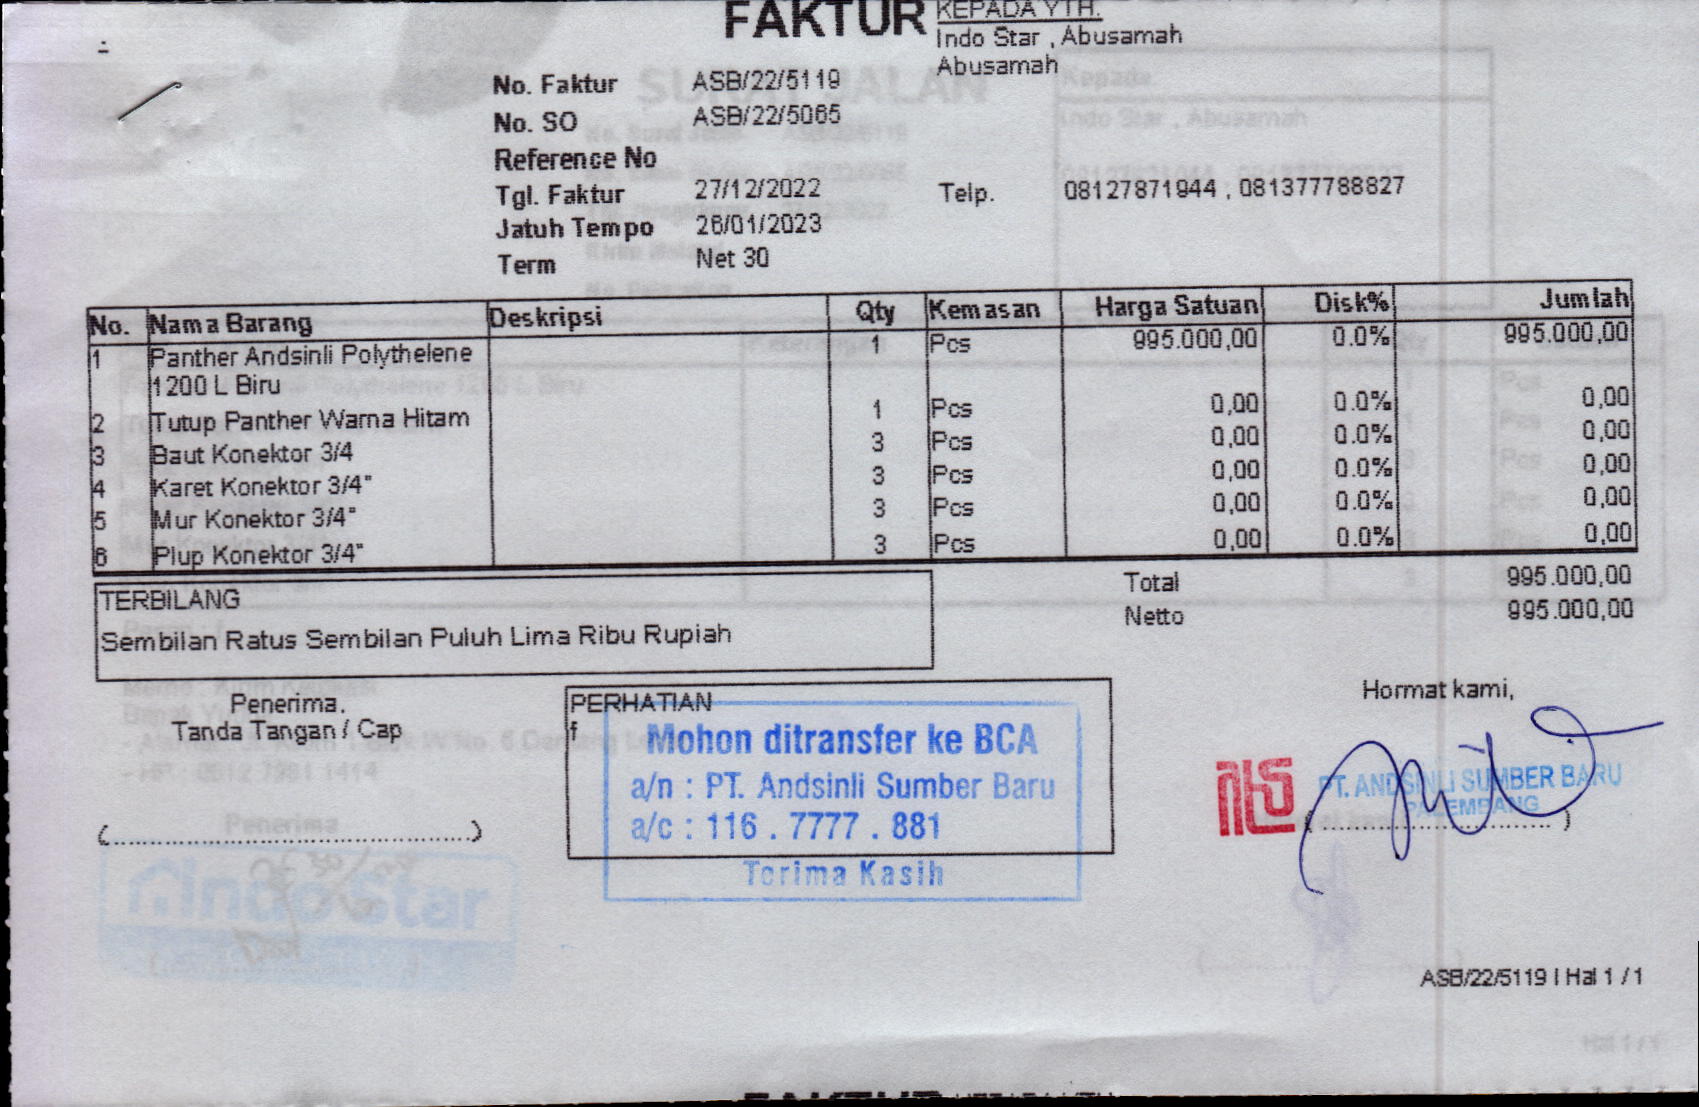 FAKTUR
KEPADA YTH.
Indo Star , Abusamah
Abusamah
No. Faktur ASB/22/5119
No. SO ASB/22/5065
Reference No
Tgl. Faktur 27/12/2022
Telp. 08127871944 , 081377788827
Jatuh Tempo 26/01/2023
Term Net 30
No. Nama Barang Deskripsi Qty Kemasan Harga Satuan Disk% Jumlah
1 Panther Andsinli Polythelene 1 Pcs 995.000,00 0.0% 995.000,00
1200 L Biru
2 Tutup Panther Warna Hitam 1 Pcs 0,00 0.0% 0,00
3 Baut Konektor 3/4 3 Pcs 0,00 0.0% 0,00
4 Karet Konektor 3/4" 3 Pcs 0,00 0.0% 0,00
5 Mur Konektor 3/4" 3 Pcs 0,00 0.0% 0,00
6 Plup Konektor 3/4" 3 Pcs 0,00 0.0% 0,00
Total 995.000,00
Netto 995.000,00
TERBILANG
Sembilan Ratus Sembilan Puluh Lima Ribu Rupiah
Penerima.
Tanda Tangan / Cap
(..........................................................)
PERHATIAN
f
Mohon ditransfer ke BCA
a/n : PT. Andsinli Sumber Baru
a/c : 116 . 7777 . 881
Terima Kasih
Hormat kami,
PT. ANDSINLI SUMBER BARU
PALEMBANG
IndoStar
ASB/22/5119 | Hal 1 / 1